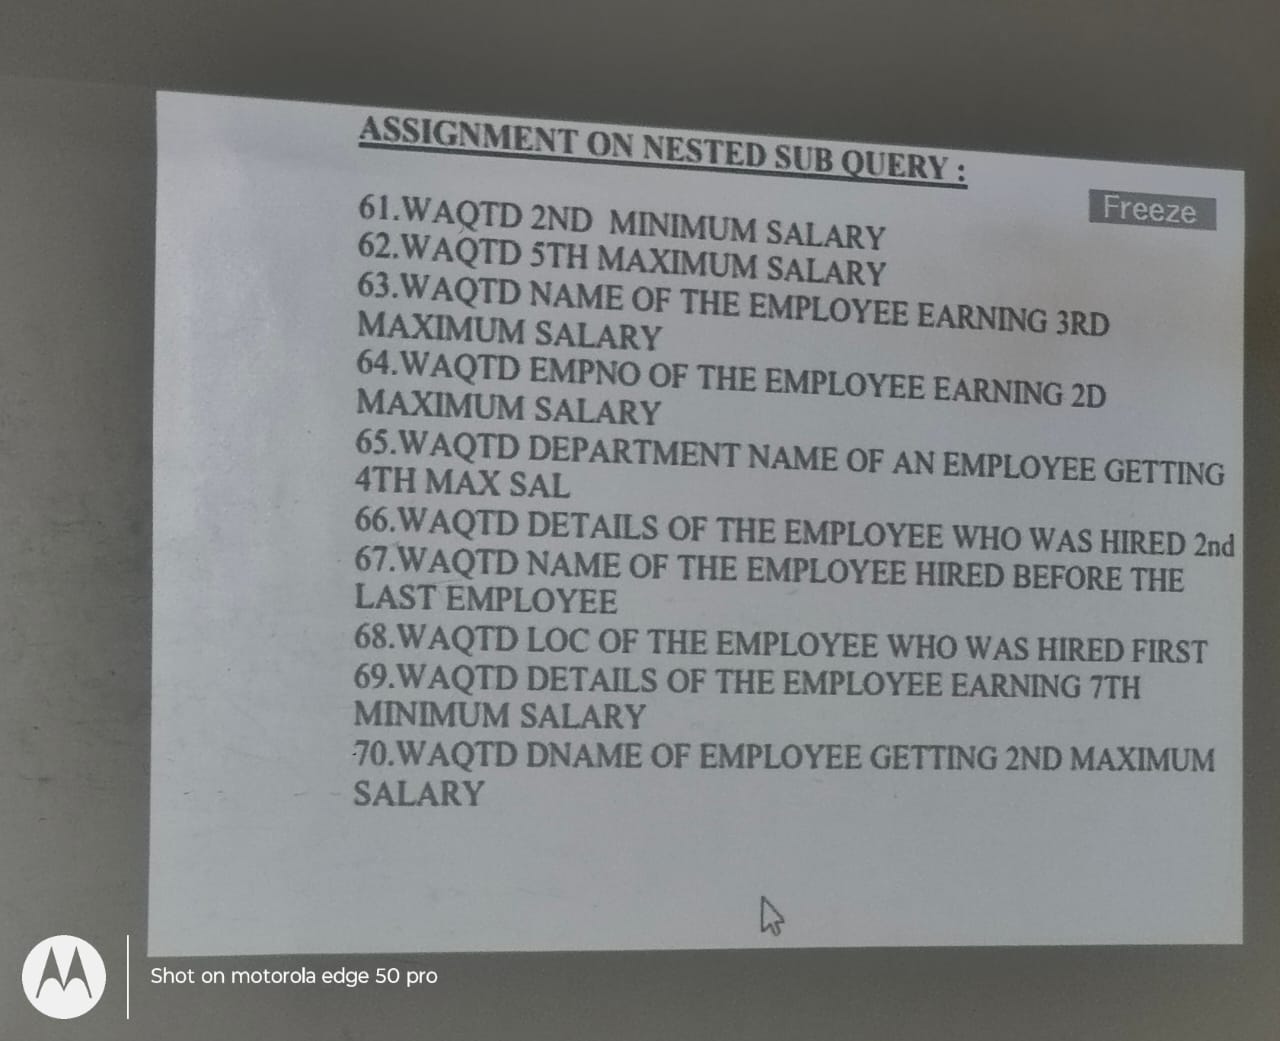 ASSIGNMENT ON NESTED SUB QUERY :
Freeze
61.WAQTD 2ND MINIMUM SALARY
62.WAQTD 5TH MAXIMUM SALARY
63.WAQTD NAME OF THE EMPLOYEE EARNING 3RD
MAXIMUM SALARY
64.WAQTD EMPNO OF THE EMPLOYEE EARNING 2D
MAXIMUM SALARY
65.WAQTD DEPARTMENT NAME OF AN EMPLOYEE GETTING
4TH MAX SAL
66.WAQTD DETAILS OF THE EMPLOYEE WHO WAS HIRED 2nd
67.WAQTD NAME OF THE EMPLOYEE HIRED BEFORE THE
LAST EMPLOYEE
68.WAQTD LOC OF THE EMPLOYEE WHO WAS HIRED FIRST
69.WAQTD DETAILS OF THE EMPLOYEE EARNING 7TH
MINIMUM SALARY
70.WAQTD DNAME OF EMPLOYEE GETTING 2ND MAXIMUM
SALARY
Shot on motorola edge 50 pro